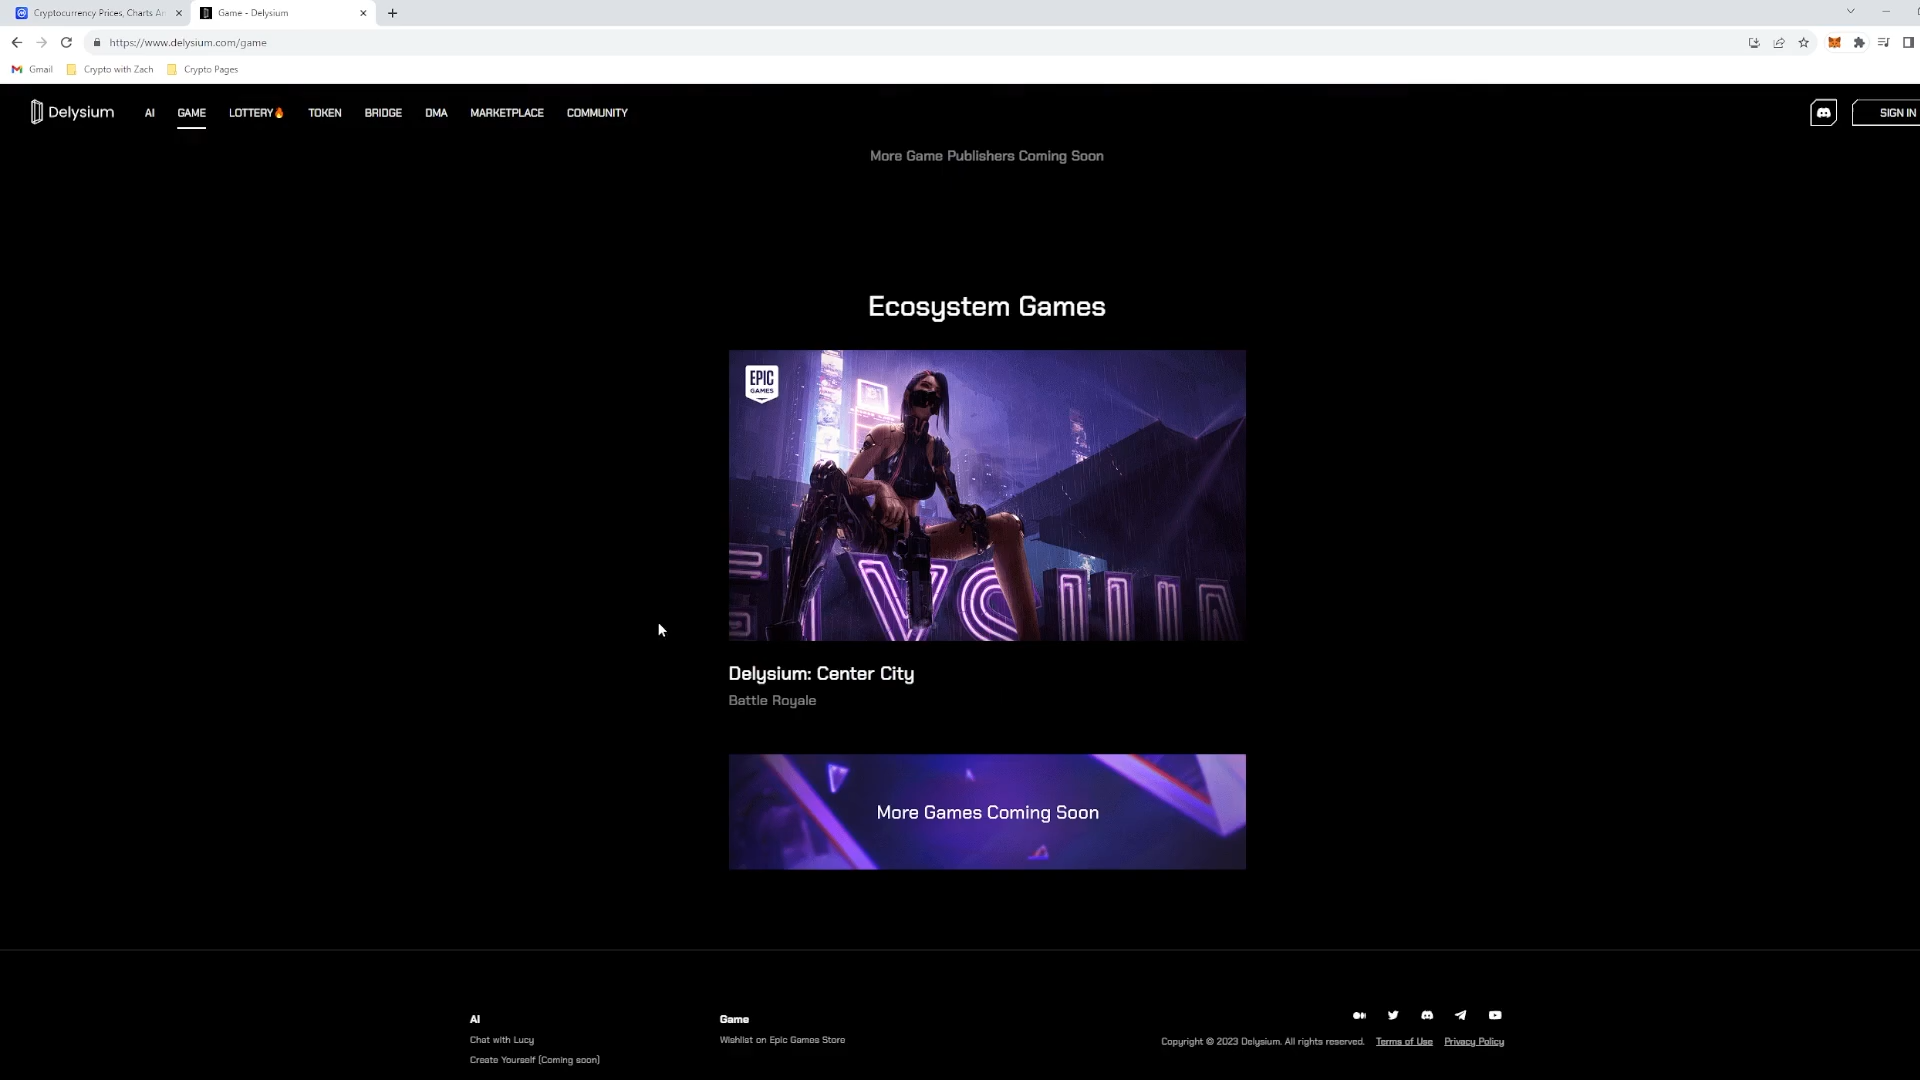 Cryptocurrency Prices, Charts An
Game - Delysium
https://www.delysium.com/game
Gmail
Crypto with Zach
Crypto Pages
Delysium
AI
GAME
LOTTERY🔥
TOKEN
BRIDGE
DMA
MARKETPLACE
COMMUNITY
SIGN IN
More Game Publishers Coming Soon
Ecosystem Games
EPIC
GAMES
ELYSIUM
Delysium: Center City
Battle Royale
More Games Coming Soon
AI
Chat with Lucy
Create Yourself (Coming soon)
Game
Wishlist on Epic Games Store
Copyright © 2023 Delysium. All rights reserved.
Terms of Use
Privacy Policy